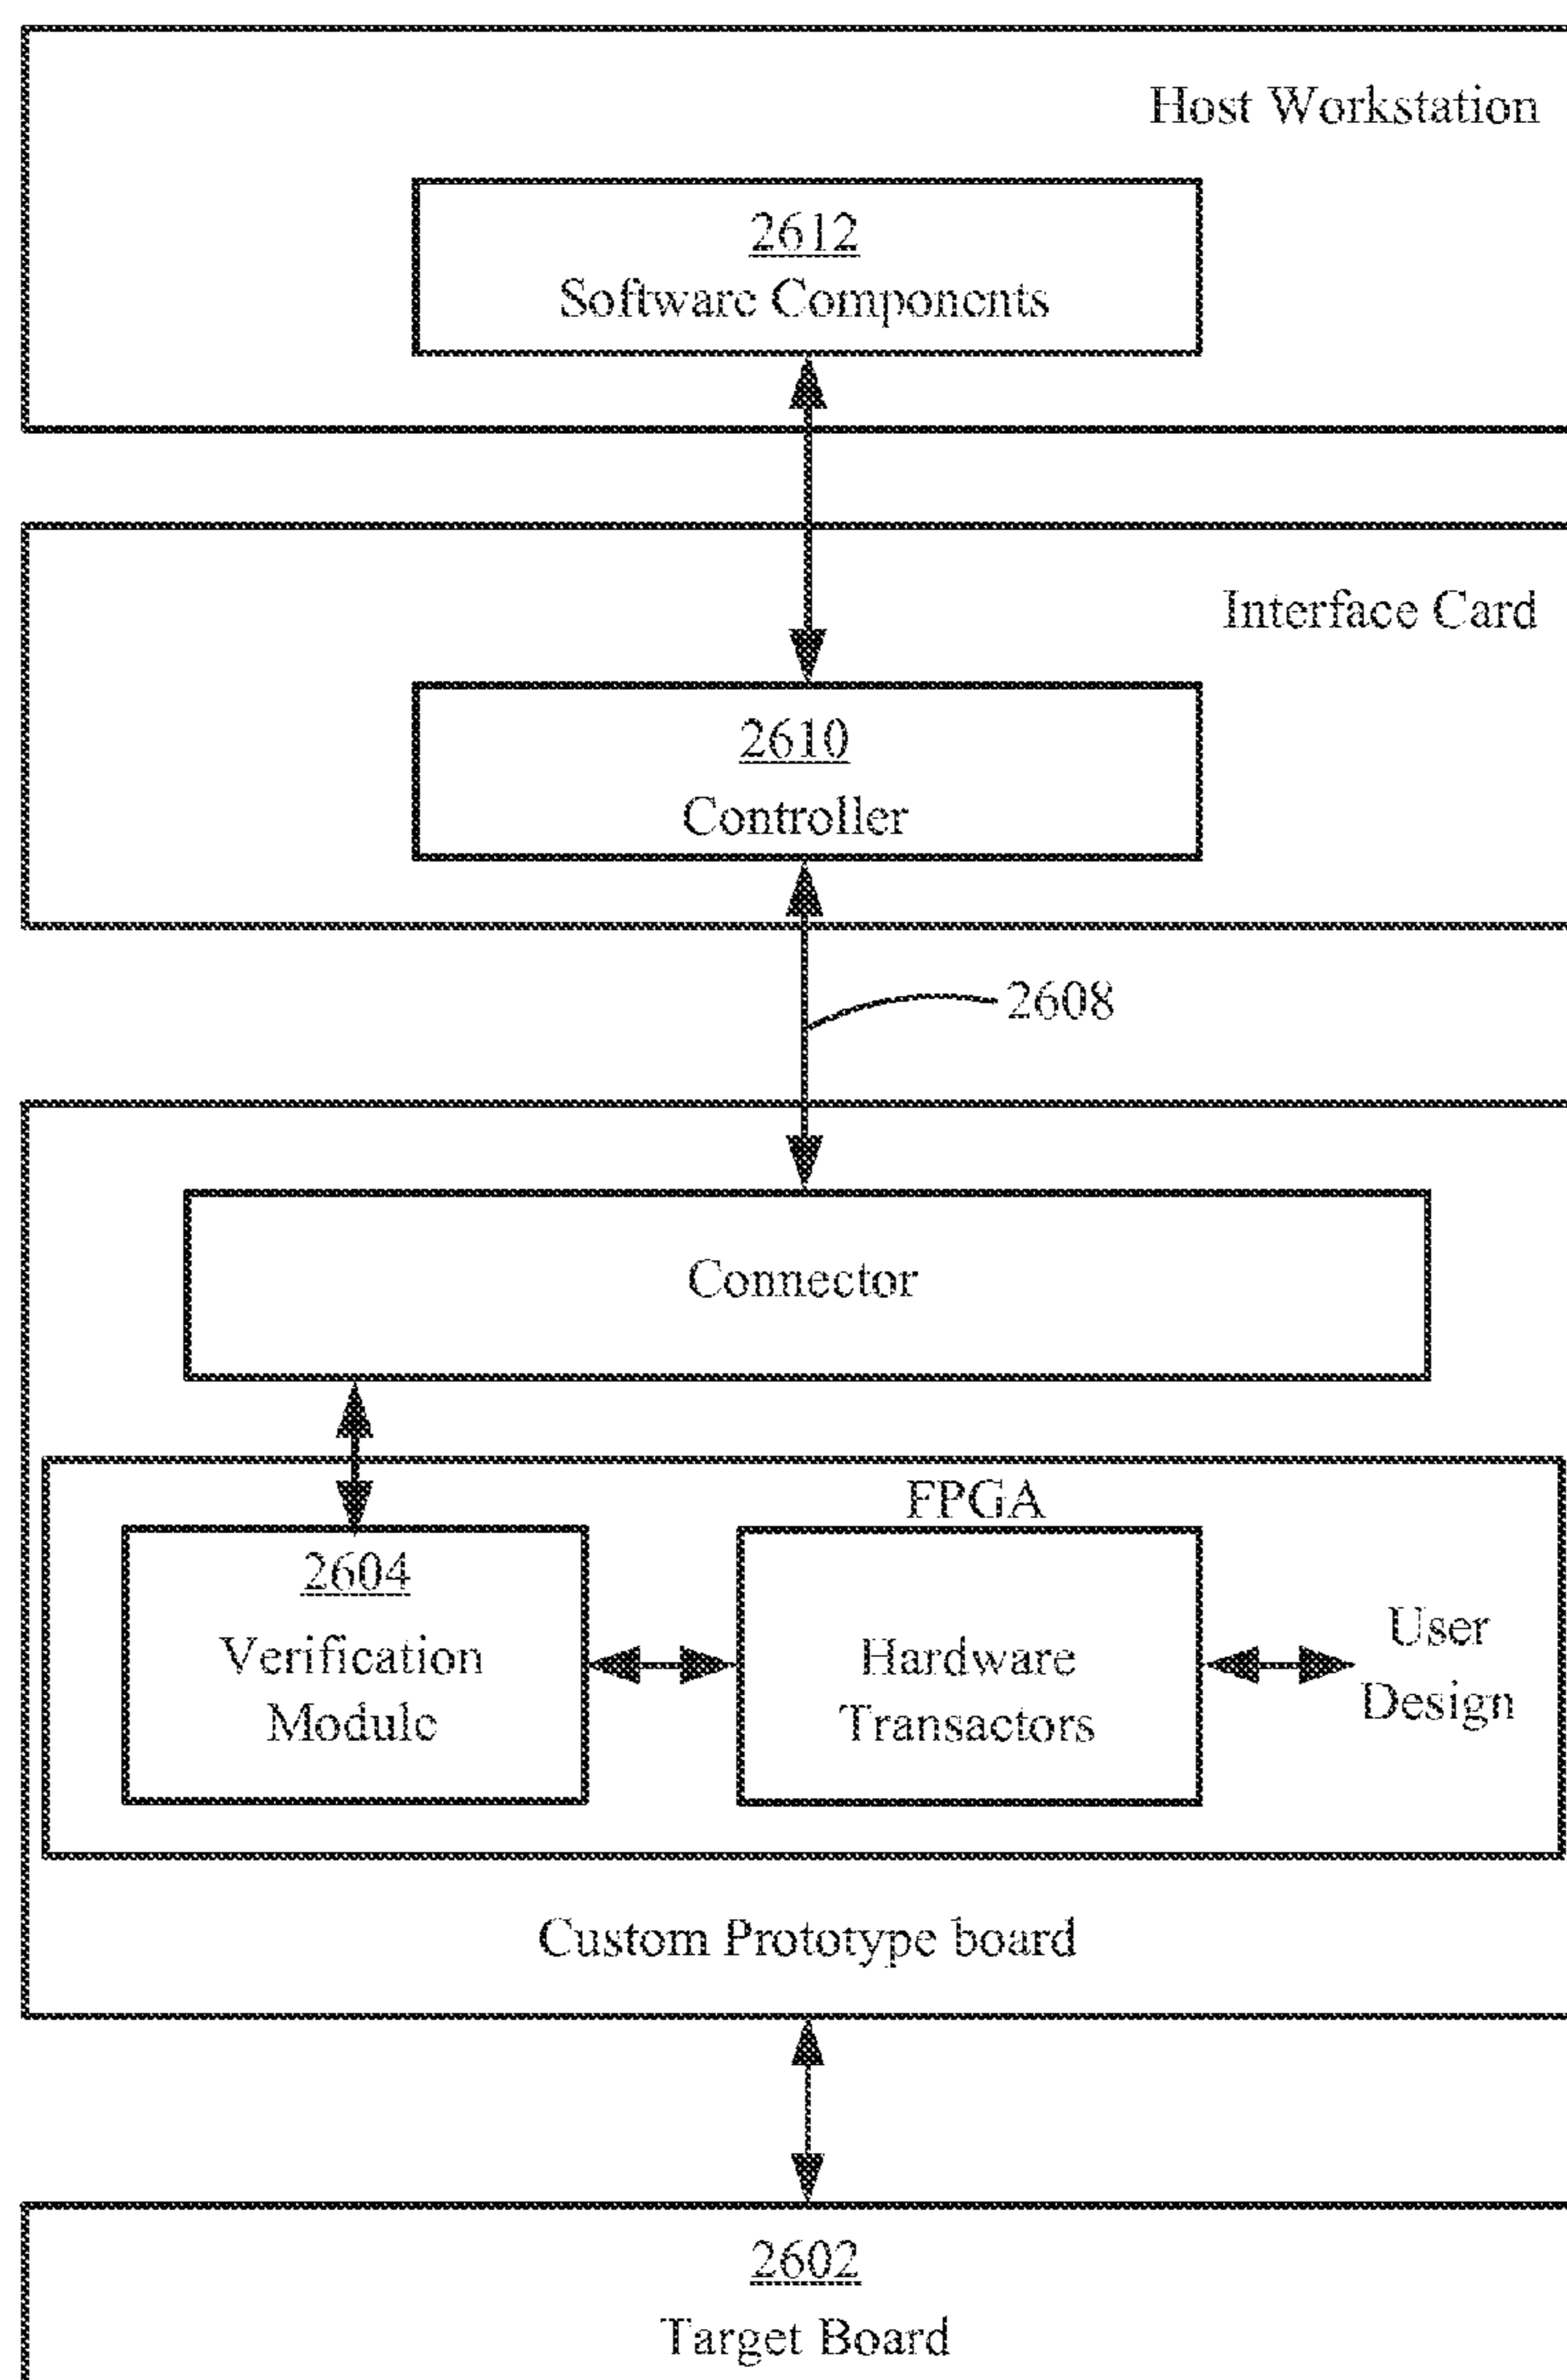 Host Workstation
2612
Software Components
Interface Card
2610
Controller
2608
Connector
FPGA
2604
Verification
Module
Hardware
Transactors
User
Design
Custom Prototype board
2602
Target Board